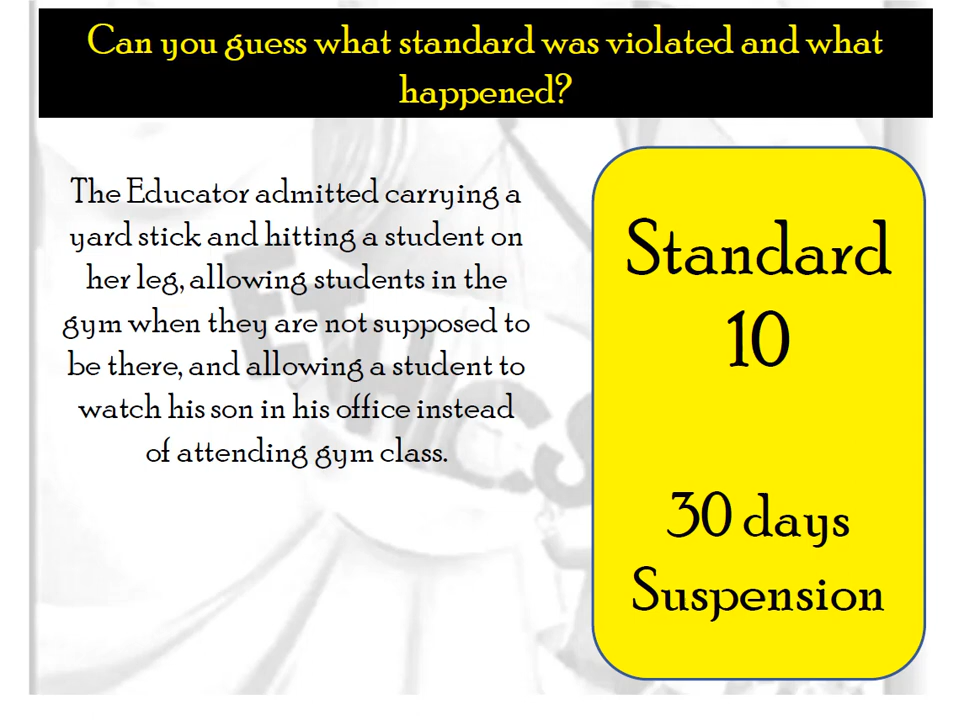 Can you guess what standard was violated and what
happened?
The Educator admitted carrying a
yard stick and hitting a student on
her leg, allowing students in the
gym when they are not supposed to
be there, and allowing a student to
watch his son in his office instead
of attending gym class.
ETHICS
Standard
10
30 days
Suspension